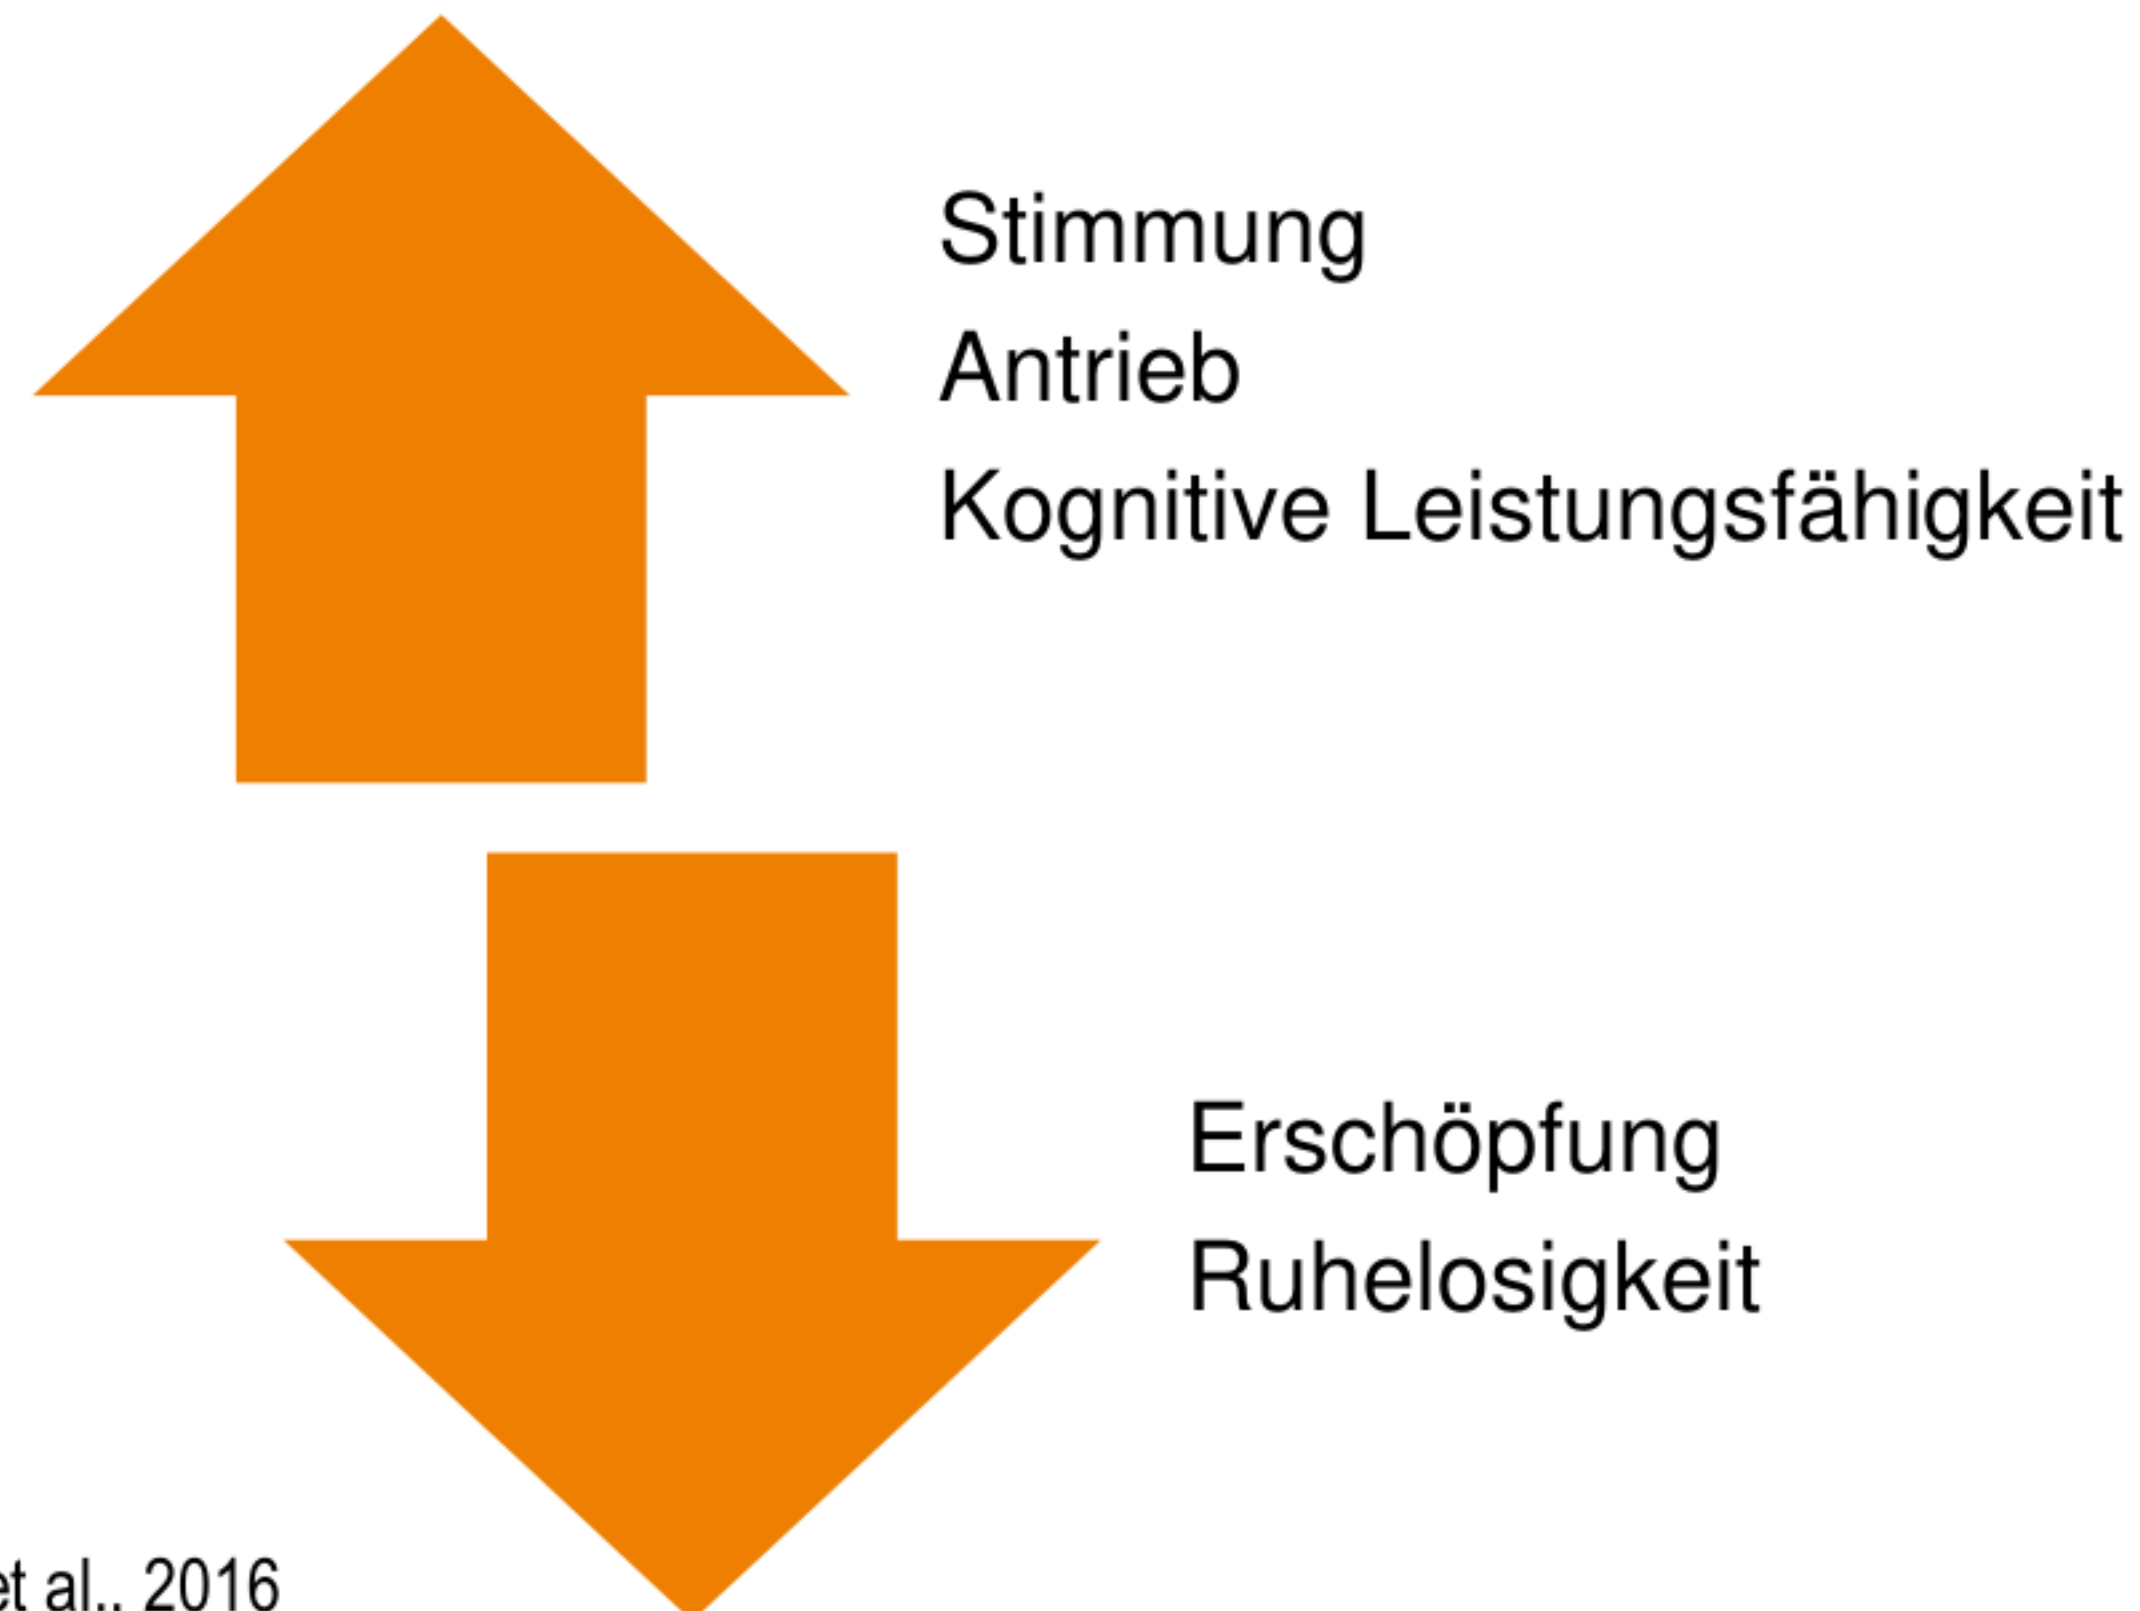 Stimmung
Antrieb
Kognitive Leistungsfähigkeit
Erschöpfung
Ruhelosigkeit
et al., 2016